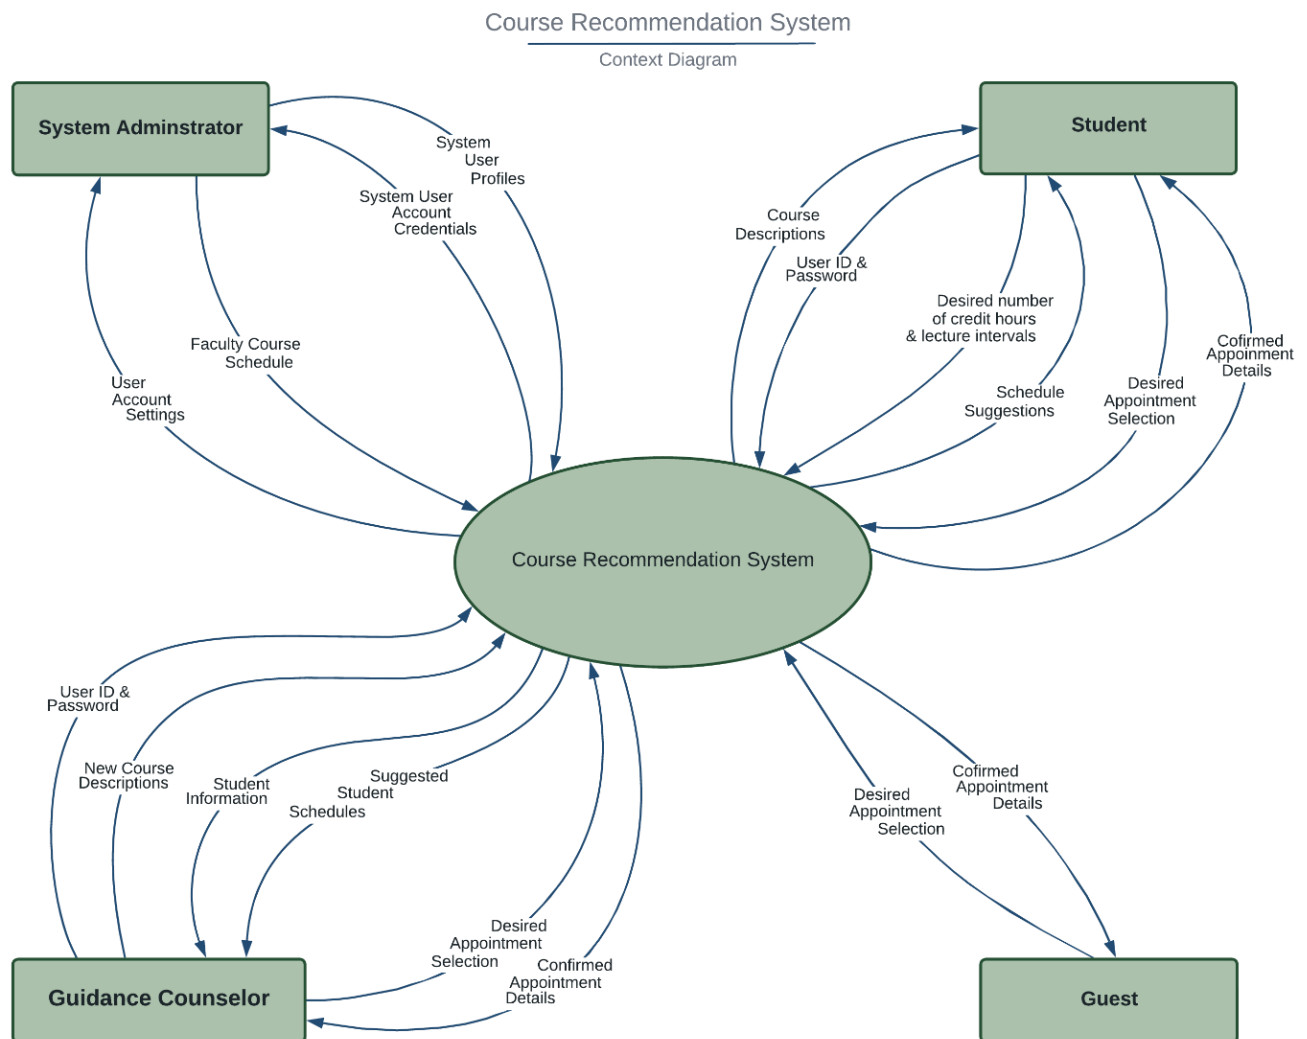 Course Recommendation System
Context Diagram
System Adminstrator
Student
System
User
Profiles
System User
Account
Credentials
Course
Descriptions
User ID &
Password
Desired number
of credit hours
& lecture intervals
Faculty Course
Schedule
Cofirmed
Appoinment
Details
User
Account
Settings
Schedule
Suggestions
Desired
Appointment
Selection
Course Recommendation System
User ID &
Password
New Course
Descriptions
Student
Information
Suggested
Student
Schedules
Desired
Appointment
Selection
Cofirmed
Appointment
Details
Desired
Appointment
Selection
Confirmed
Appointment
Details
Guidance Counselor
Guest